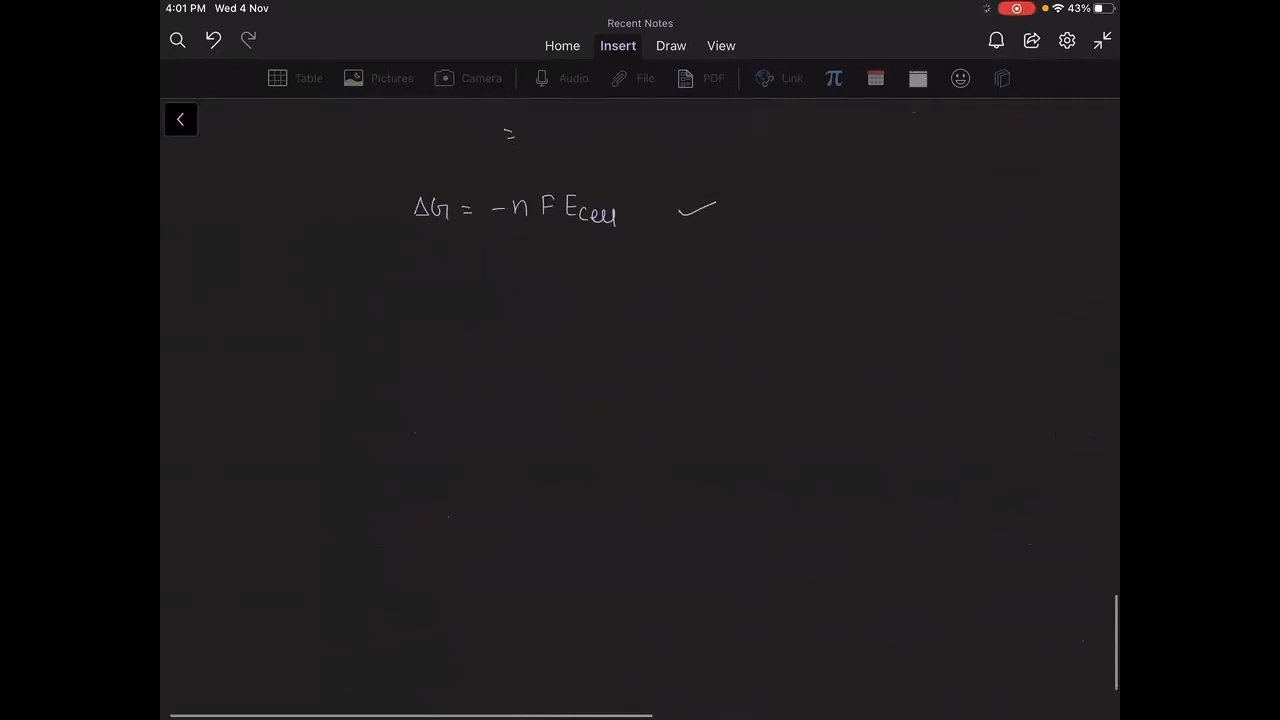 4:01 PM Wed 4 Nov 43%
Recent Notes
Home Insert Draw View
Table Pictures Camera Audio File PDF Link π
=
ΔG = -n F Ecell ✓